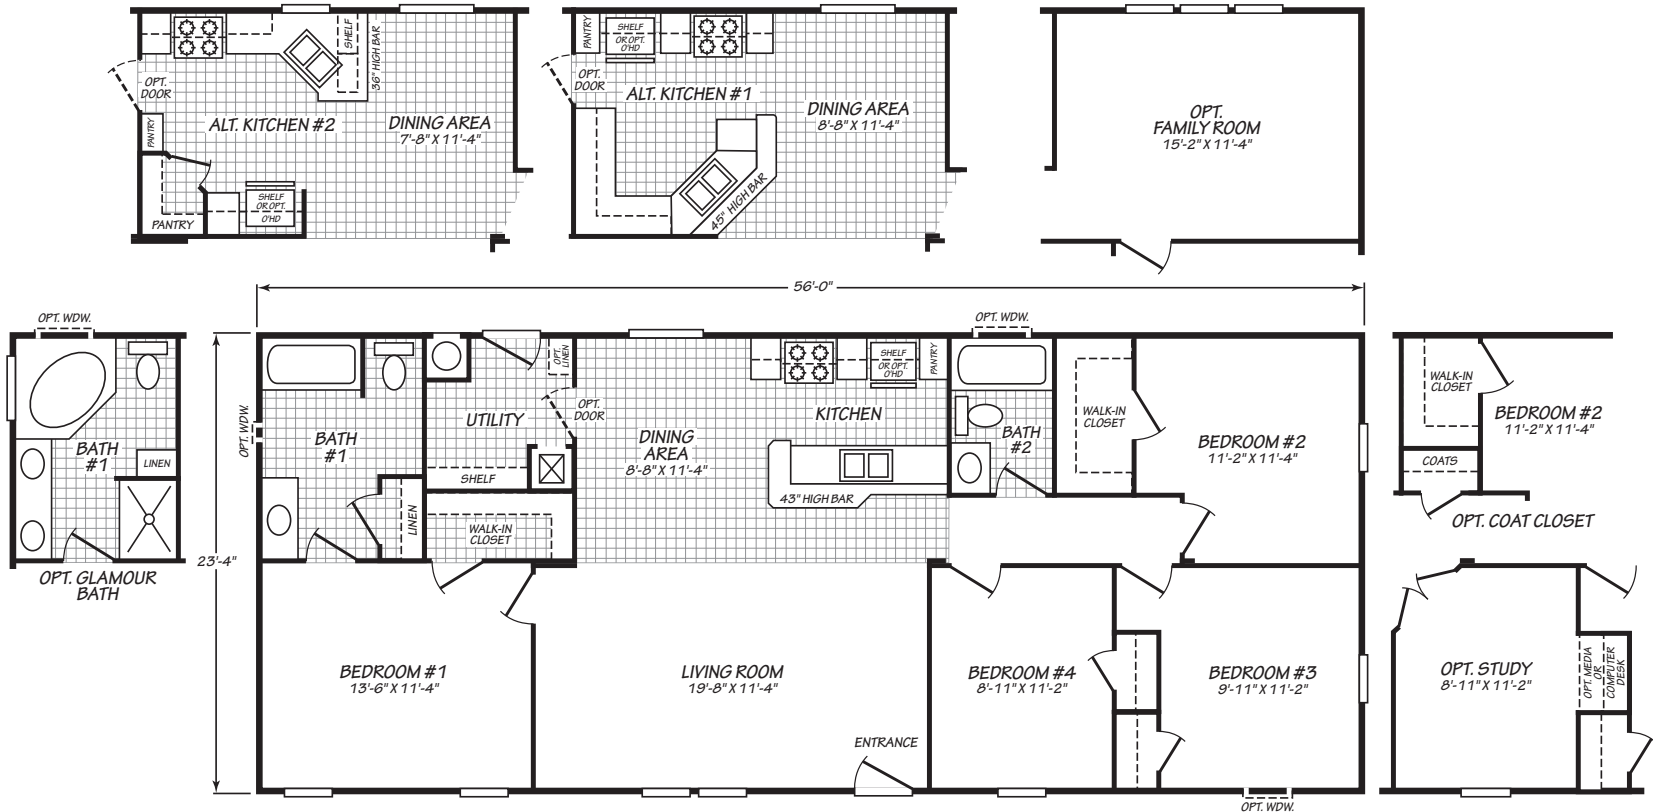 OPT. DOOR
PANTRY
PANTRY
ALT. KITCHEN #2
SHELF
36" HIGH BAR
DINING AREA
7'-8" X 11'-4"
SHELF
OR OPT.
O'HD
PANTRY
SHELF
OR OPT.
O'HD
OPT.
DOOR
ALT. KITCHEN #1
DINING AREA
8'-8" X 11'-4"
45" HIGH BAR
OPT.
FAMILY ROOM
15'-2" X 11'-4"
56'-0"
23'-4"
OPT. WDW.
BATH
#1
LINEN
OPT. GLAMOUR
BATH
OPT. WDW.
BATH
#1
LINEN
UTILITY
OPT.
LINEN
OPT.
DOOR
SHELF
WALK-IN
CLOSET
DINING
AREA
8'-8" X 11'-4"
KITCHEN
SHELF
OR OPT.
O'HD
PANTRY
43" HIGH BAR
OPT. WDW.
BATH
#2
WALK-IN
CLOSET
BEDROOM #2
11'-2" X 11'-4"
WALK-IN
CLOSET
BEDROOM #2
11'-2" X 11'-4"
COATS
OPT. COAT CLOSET
BEDROOM #1
13'-6" X 11'-4"
LIVING ROOM
19'-8" X 11'-4"
ENTRANCE
BEDROOM #4
8'-11" X 11'-2"
BEDROOM #3
9'-11" X 11'-2"
OPT. WDW.
OPT. STUDY
8'-11" X 11'-2"
OPT. MEDIA
OR
COMPUTER
DESK